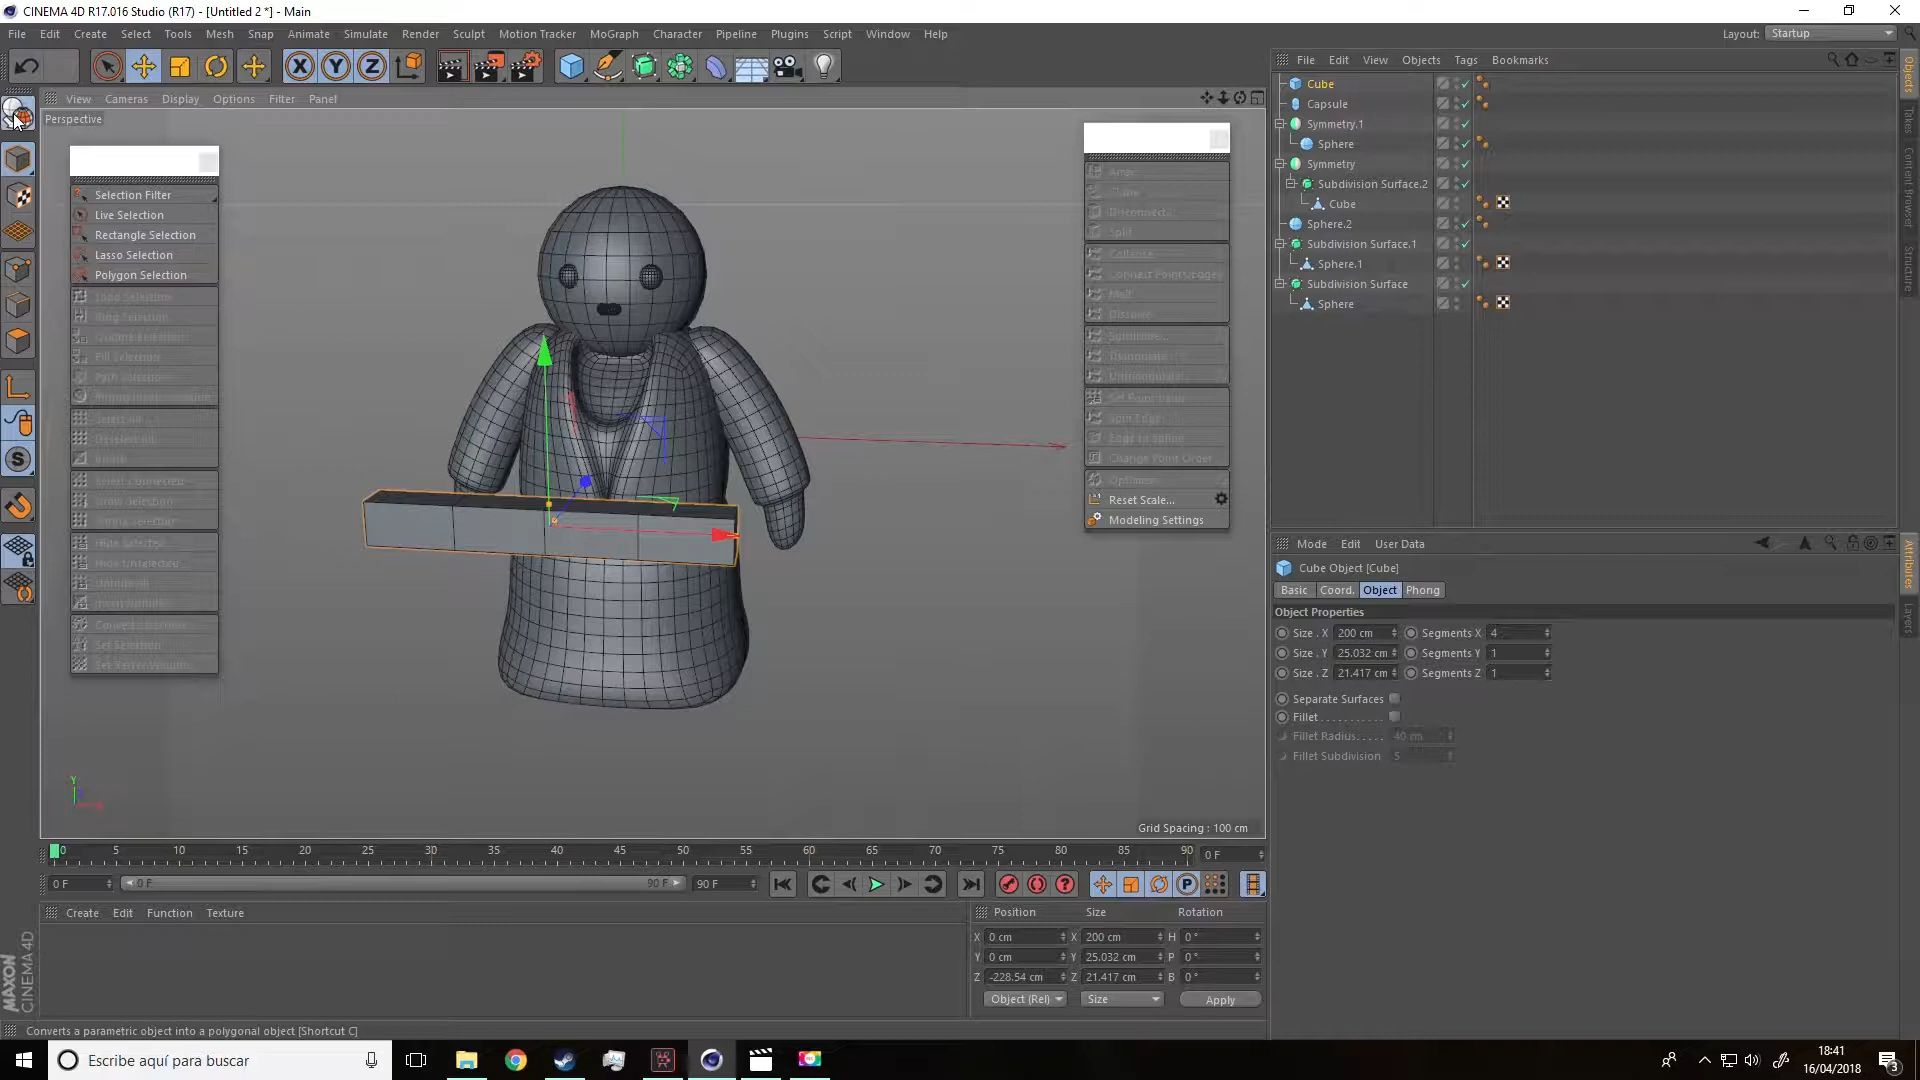 CINEMA 4D R17.016 Studio (R17) - [Untitled 2 *] - Main
File Edit Create Select Tools Mesh Snap Animate Simulate Render Sculpt Motion Tracker MoGraph Character Pipeline Plugins Script Window Help
Layout: Startup
X Y Z
View Cameras Display Options Filter Panel
File Edit View Objects Tags Bookmarks
Perspective
Selection Filter
Live Selection
Rectangle Selection
Lasso Selection
Polygon Selection
Reset Scale...
Modeling Settings
Cube
Capsule
Symmetry.1
Sphere
Symmetry
Subdivision Surface.2
Cube
Sphere.2
Subdivision Surface.1
Sphere.1
Subdivision Surface
Sphere
Objects
Takes
Content Browser
Structure
Mode Edit User Data
Cube Object [Cube]
Basic Coord. Object Phong
Object Properties
Size . X 200 cm Segments X 4
Size . Y 25.032 cm Segments Y 1
Size . Z 21.417 cm Segments Z 1
Separate Surfaces
Fillet
Fillet Radius 40 cm
Fillet Subdivision 5
Attributes
Layers
Y
Grid Spacing : 100 cm
0 5 10 15 20 25 30 35 40 45 50 55 60 65 70 75 80 85 90 0 F
0 F 0 F 90 F 90 F
Create Edit Function Texture
Position Size Rotation
X 0 cm X 200 cm H 0 °
Y 0 cm Y 25.032 cm P 0 °
Z -228.54 cm Z 21.417 cm B 0 °
Object (Rel) Size Apply
MAXON
CINEMA 4D
Converts a parametric object into a polygonal object [Shortcut C]
Escribe aquí para buscar
18:41
16/04/2018
3